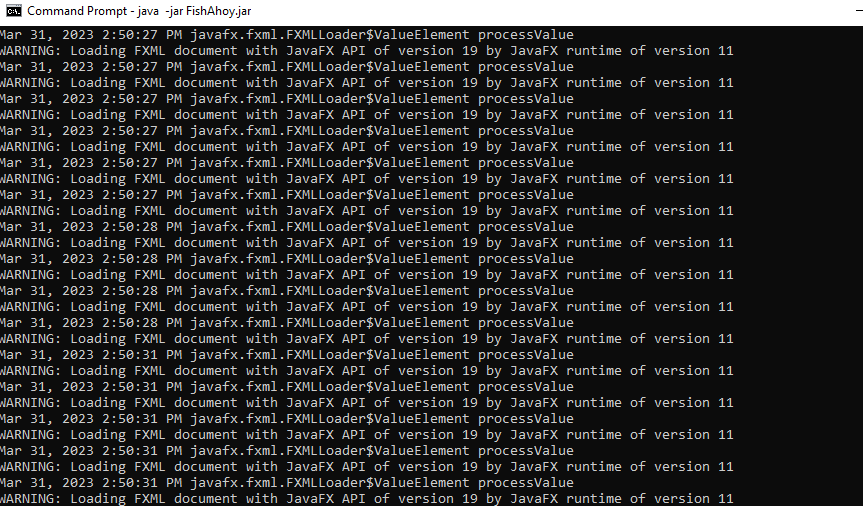 Command Prompt - java  -jar FishAhoy.jar
Mar 31, 2023 2:50:27 PM javafx.fxml.FXMLLoader$ValueElement processValue
WARNING: Loading FXML document with JavaFX API of version 19 by JavaFX runtime of version 11
Mar 31, 2023 2:50:27 PM javafx.fxml.FXMLLoader$ValueElement processValue
WARNING: Loading FXML document with JavaFX API of version 19 by JavaFX runtime of version 11
Mar 31, 2023 2:50:27 PM javafx.fxml.FXMLLoader$ValueElement processValue
WARNING: Loading FXML document with JavaFX API of version 19 by JavaFX runtime of version 11
Mar 31, 2023 2:50:27 PM javafx.fxml.FXMLLoader$ValueElement processValue
WARNING: Loading FXML document with JavaFX API of version 19 by JavaFX runtime of version 11
Mar 31, 2023 2:50:27 PM javafx.fxml.FXMLLoader$ValueElement processValue
WARNING: Loading FXML document with JavaFX API of version 19 by JavaFX runtime of version 11
Mar 31, 2023 2:50:27 PM javafx.fxml.FXMLLoader$ValueElement processValue
WARNING: Loading FXML document with JavaFX API of version 19 by JavaFX runtime of version 11
Mar 31, 2023 2:50:28 PM javafx.fxml.FXMLLoader$ValueElement processValue
WARNING: Loading FXML document with JavaFX API of version 19 by JavaFX runtime of version 11
Mar 31, 2023 2:50:28 PM javafx.fxml.FXMLLoader$ValueElement processValue
WARNING: Loading FXML document with JavaFX API of version 19 by JavaFX runtime of version 11
Mar 31, 2023 2:50:28 PM javafx.fxml.FXMLLoader$ValueElement processValue
WARNING: Loading FXML document with JavaFX API of version 19 by JavaFX runtime of version 11
Mar 31, 2023 2:50:28 PM javafx.fxml.FXMLLoader$ValueElement processValue
WARNING: Loading FXML document with JavaFX API of version 19 by JavaFX runtime of version 11
Mar 31, 2023 2:50:31 PM javafx.fxml.FXMLLoader$ValueElement processValue
WARNING: Loading FXML document with JavaFX API of version 19 by JavaFX runtime of version 11
Mar 31, 2023 2:50:31 PM javafx.fxml.FXMLLoader$ValueElement processValue
WARNING: Loading FXML document with JavaFX API of version 19 by JavaFX runtime of version 11
Mar 31, 2023 2:50:31 PM javafx.fxml.FXMLLoader$ValueElement processValue
WARNING: Loading FXML document with JavaFX API of version 19 by JavaFX runtime of version 11
Mar 31, 2023 2:50:31 PM javafx.fxml.FXMLLoader$ValueElement processValue
WARNING: Loading FXML document with JavaFX API of version 19 by JavaFX runtime of version 11
Mar 31, 2023 2:50:31 PM javafx.fxml.FXMLLoader$ValueElement processValue
WARNING: Loading FXML document with JavaFX API of version 19 by JavaFX runtime of version 11